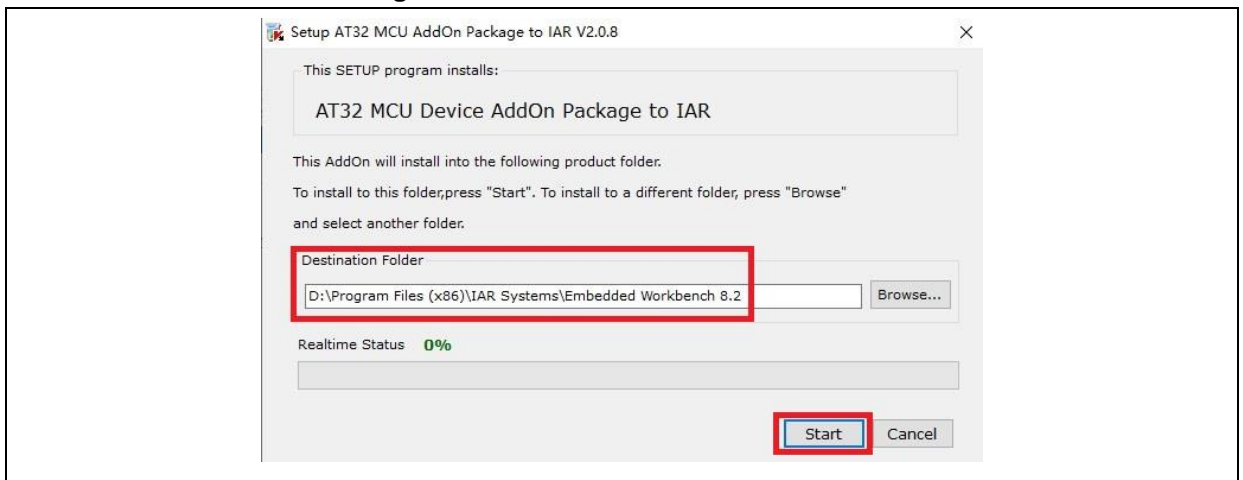 Setup AT32 MCU AddOn Package to IAR V2.0.8
This SETUP program installs:
AT32 MCU Device AddOn Package to IAR
This AddOn will install into the following product folder.
To install to this folder,press "Start". To install to a different folder, press "Browse"
and select another folder.
Destination Folder
D:\Program Files (x86)\IAR Systems\Embedded Workbench 8.2
Browse...
Realtime Status 0%
Start Cancel